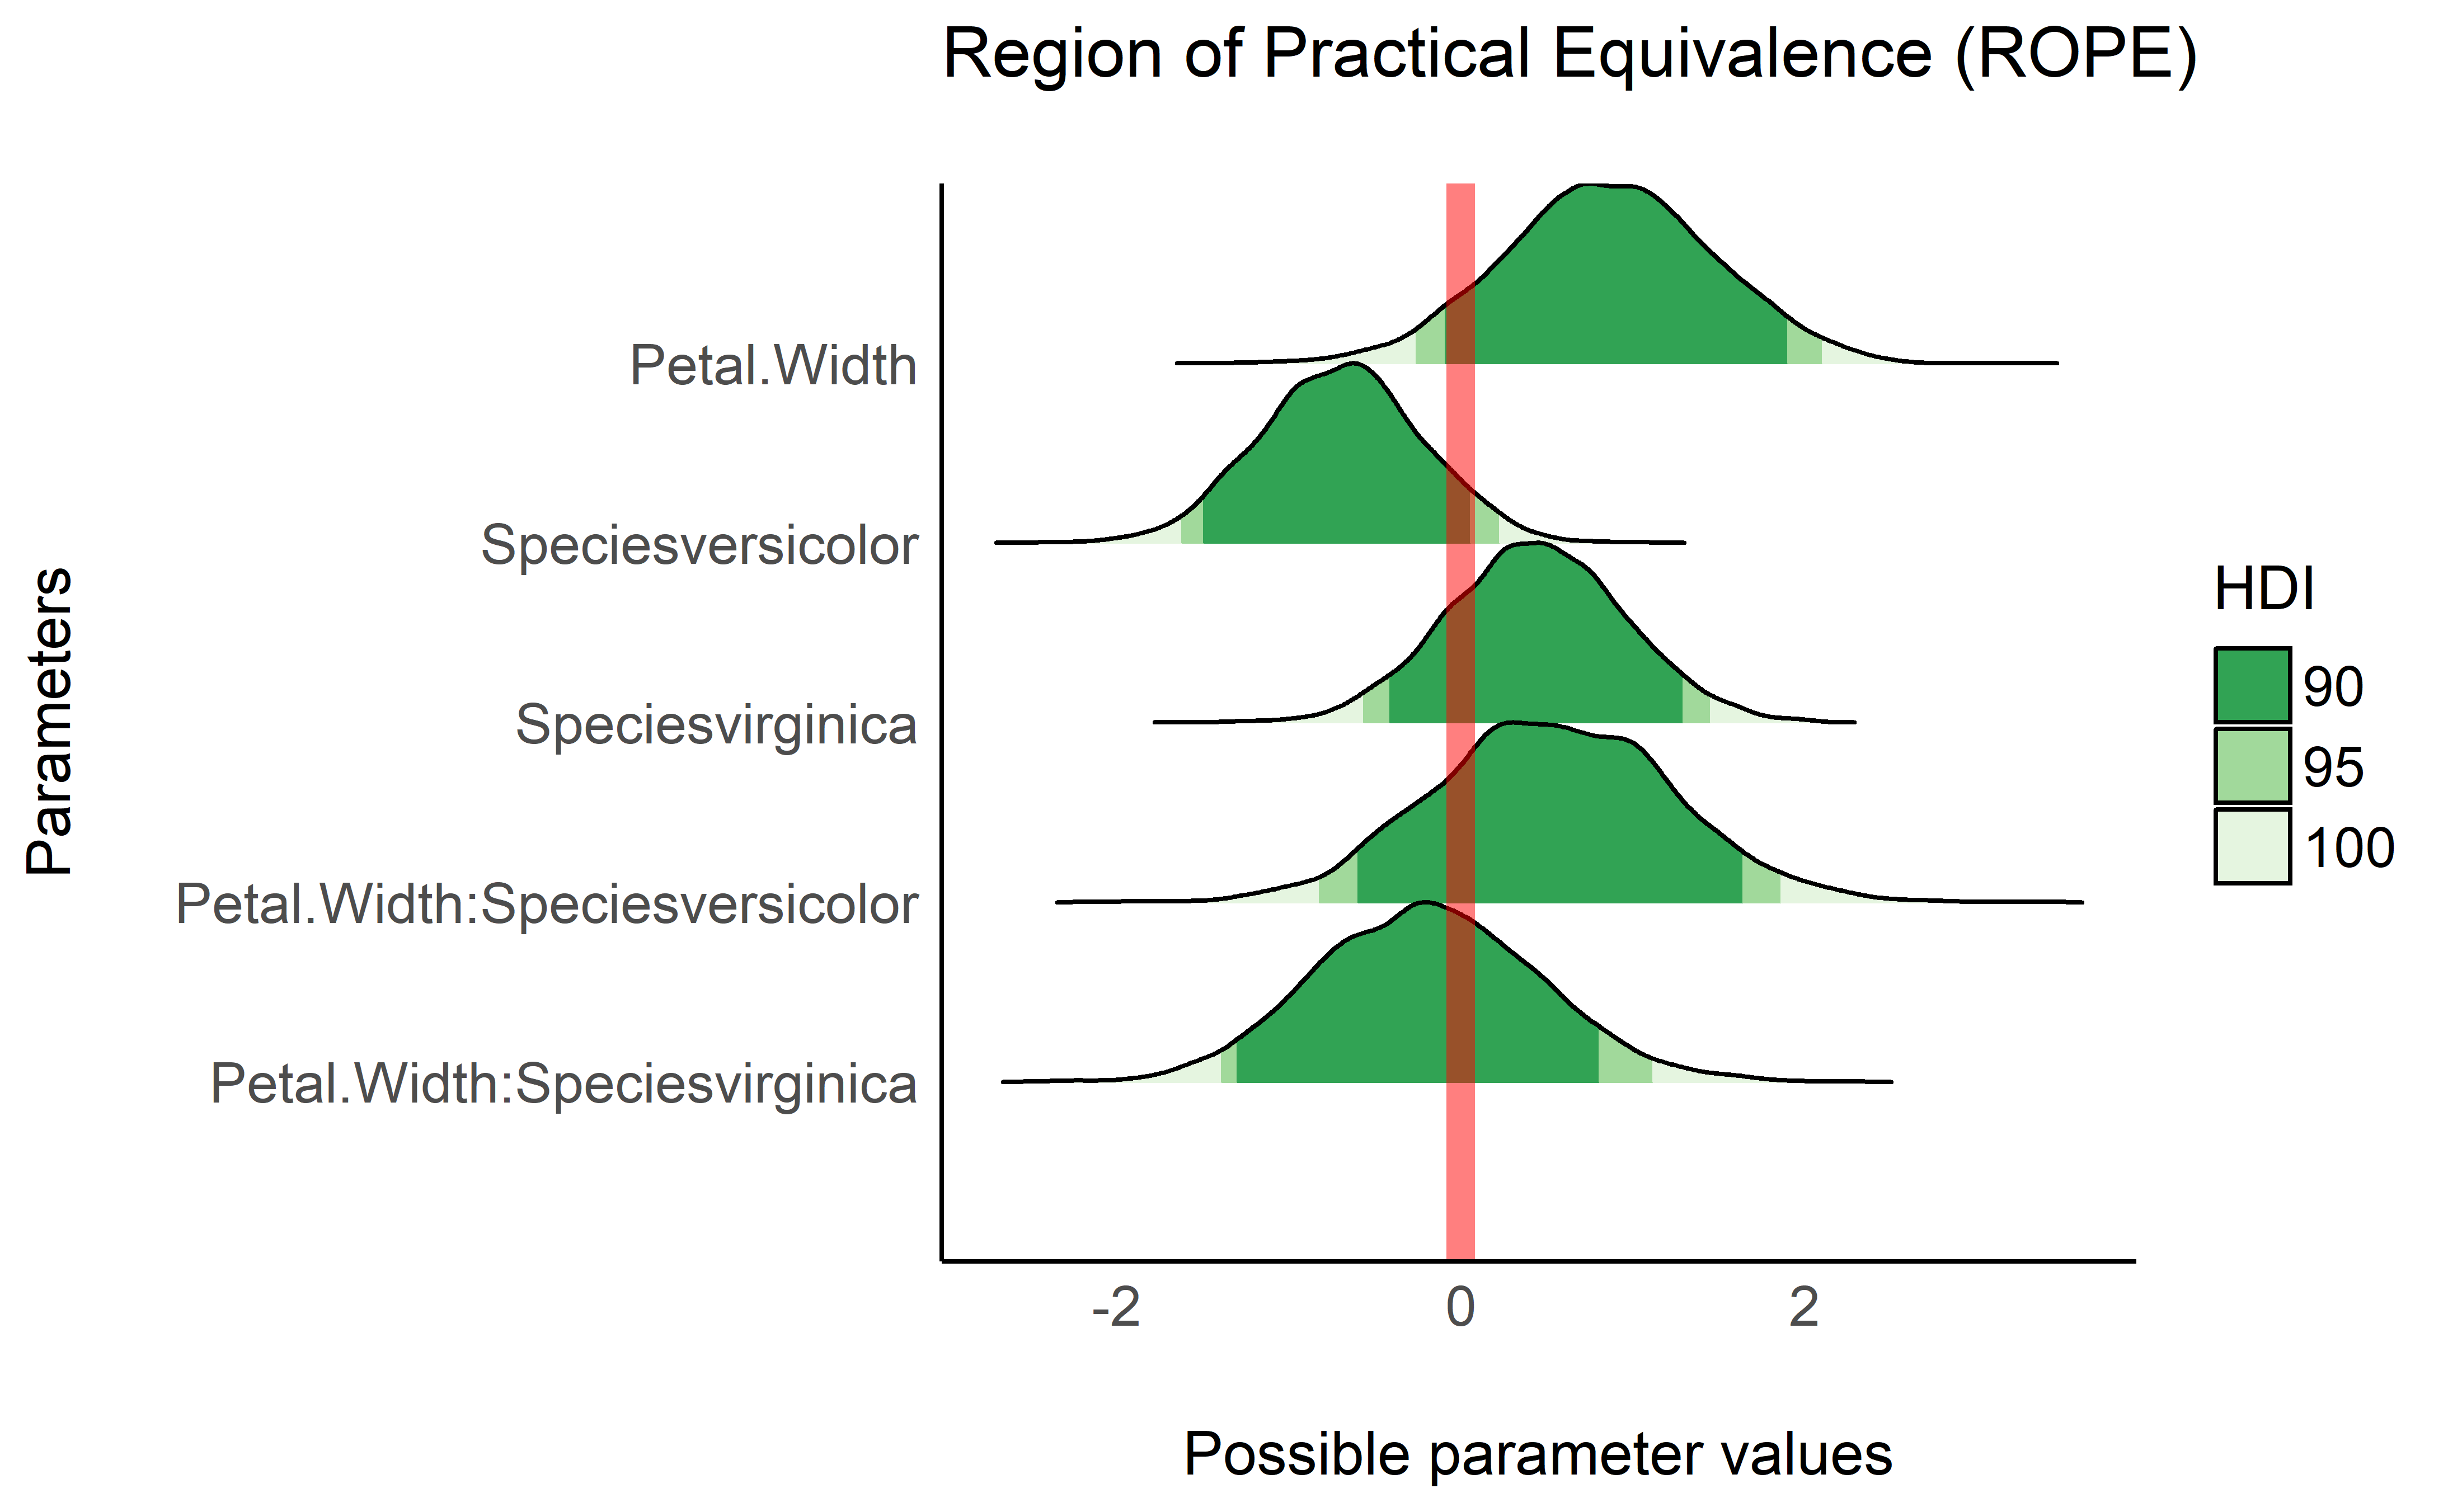 Region of Practical Equivalence (ROPE)
Parameters
Petal.Width
Speciesversicolor
Speciesvirginica
Petal.Width:Speciesversicolor
Petal.Width:Speciesvirginica
-2 0 2
Possible parameter values
HDI
90
95
100